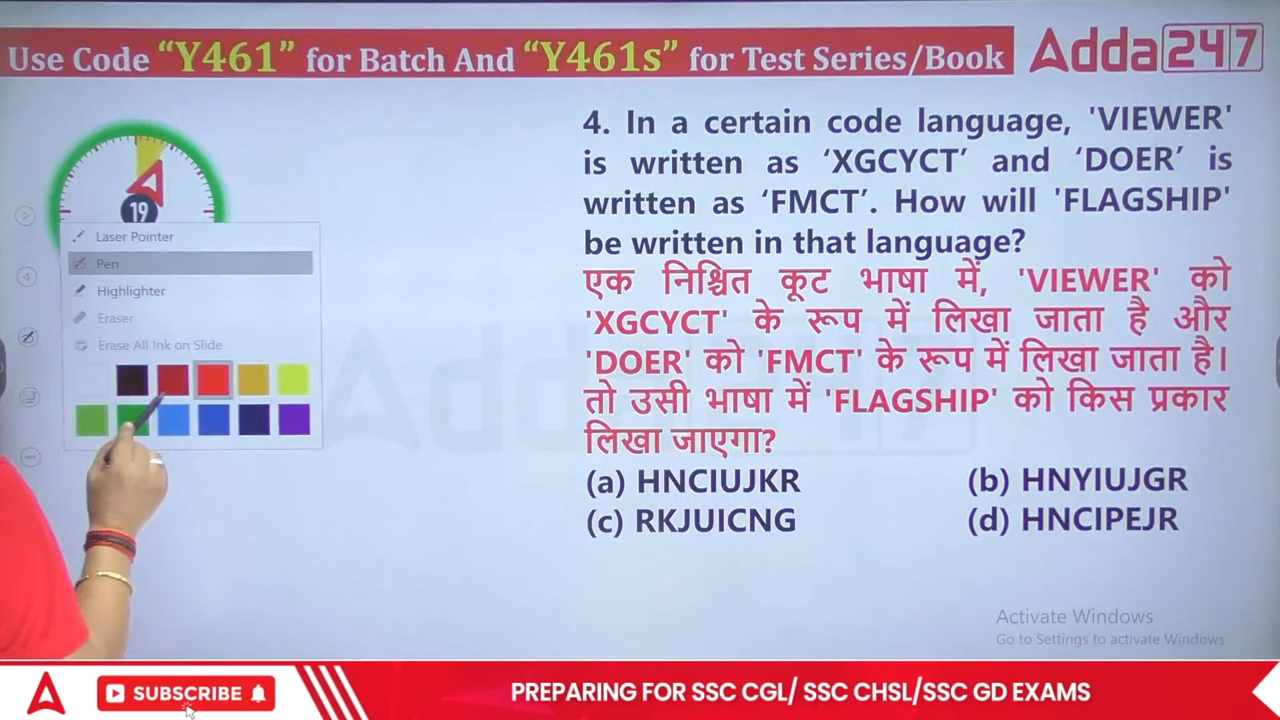 Use Code “Y461” for Batch And “Y461s” for Test Series/Book
Adda247
19
Laser Pointer
Pen
Highlighter
Eraser
Erase All Ink on Slide
4. In a certain code language, 'VIEWER'
is written as ‘XGCYCT’ and ‘DOER’ is
written as ‘FMCT’. How will 'FLAGSHIP'
be written in that language?
एक निश्चित कूट भाषा में, 'VIEWER' को
'XGCYCT' के रूप में लिखा जाता है और
'DOER' को 'FMCT' के रूप में लिखा जाता है।
तो उसी भाषा में 'FLAGSHIP' को किस प्रकार
लिखा जाएगा?
(a) HNCIUJKR (b) HNYIUJGR
(c) RKJUICNG (d) HNCIPEJR
Adda247
Activate Windows
Go to Settings to activate Windows.
SUBSCRIBE
PREPARING FOR SSC CGL/ SSC CHSL/SSC GD EXAMS